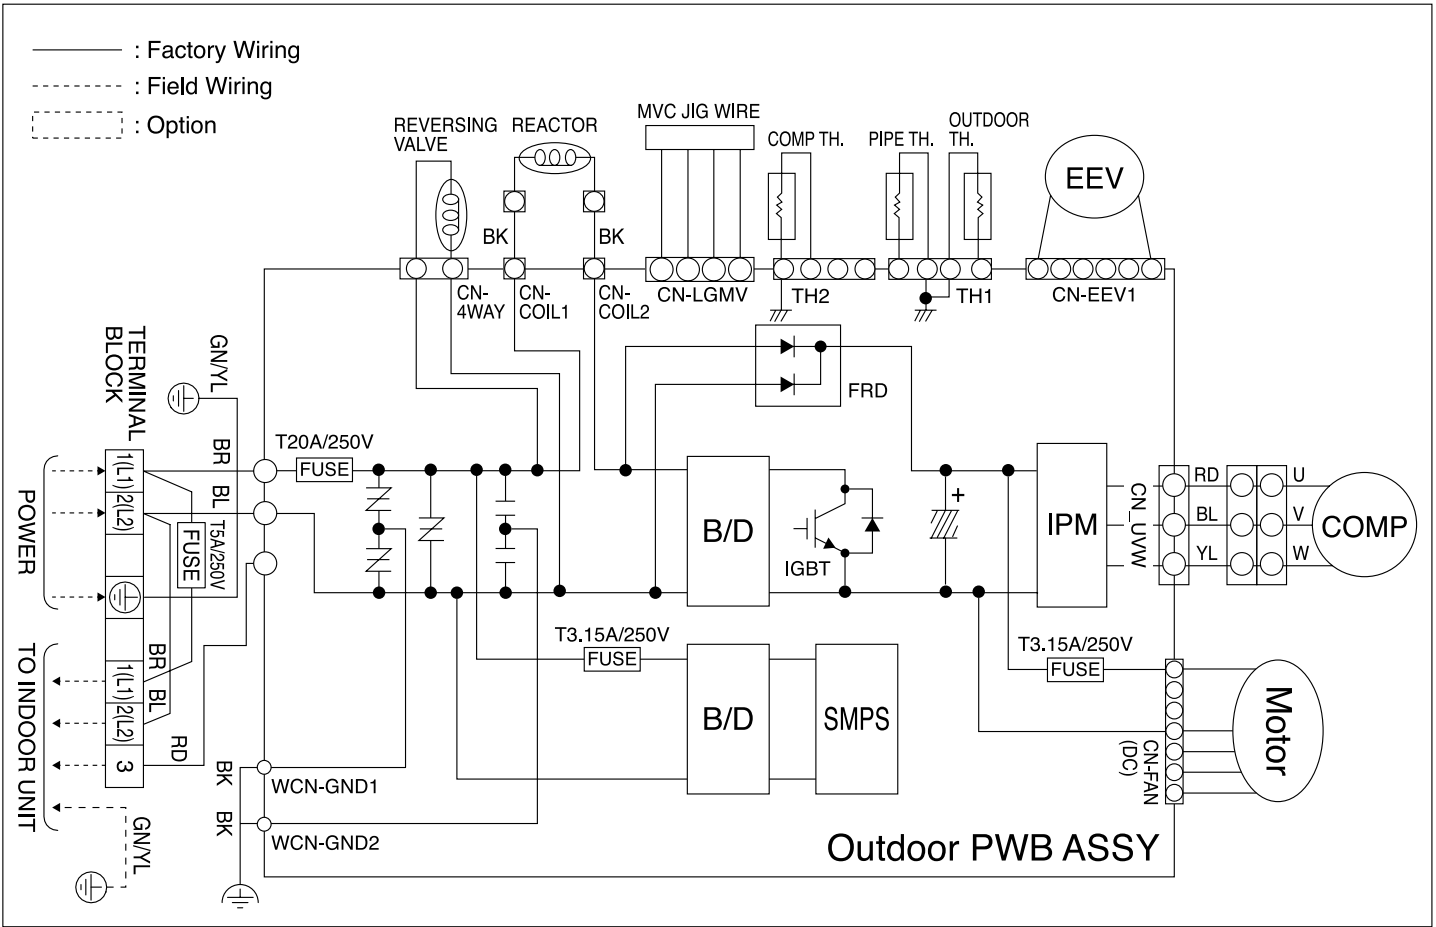 : Factory Wiring
: Field Wiring
: Option
REVERSING
VALVE
REACTOR
MVC JIG WIRE
COMP TH.
PIPE TH.
OUTDOOR
TH.
EEV
BK
BK
CN-
4WAY
CN-
COIL1
CN-
COIL2
CN-LGMV
TH2
TH1
CN-EEV1
TERMINAL
BLOCK
GN/YL
FRD
BR
T20A/250V
FUSE
1(L1)
2(L2)
BL
POWER
T5A/250V
FUSE
B/D
IGBT
+
IPM
CN_UVW
RD
BL
YL
U
V
W
COMP
T3.15A/250V
FUSE
T3.15A/250V
FUSE
TO INDOOR UNIT
BR
BL
1(L1)
2(L2)
3
RD
B/D
SMPS
CN-FAN
(DC)
Motor
BK
WCN-GND1
BK
WCN-GND2
GN/YL
Outdoor PWB ASSY